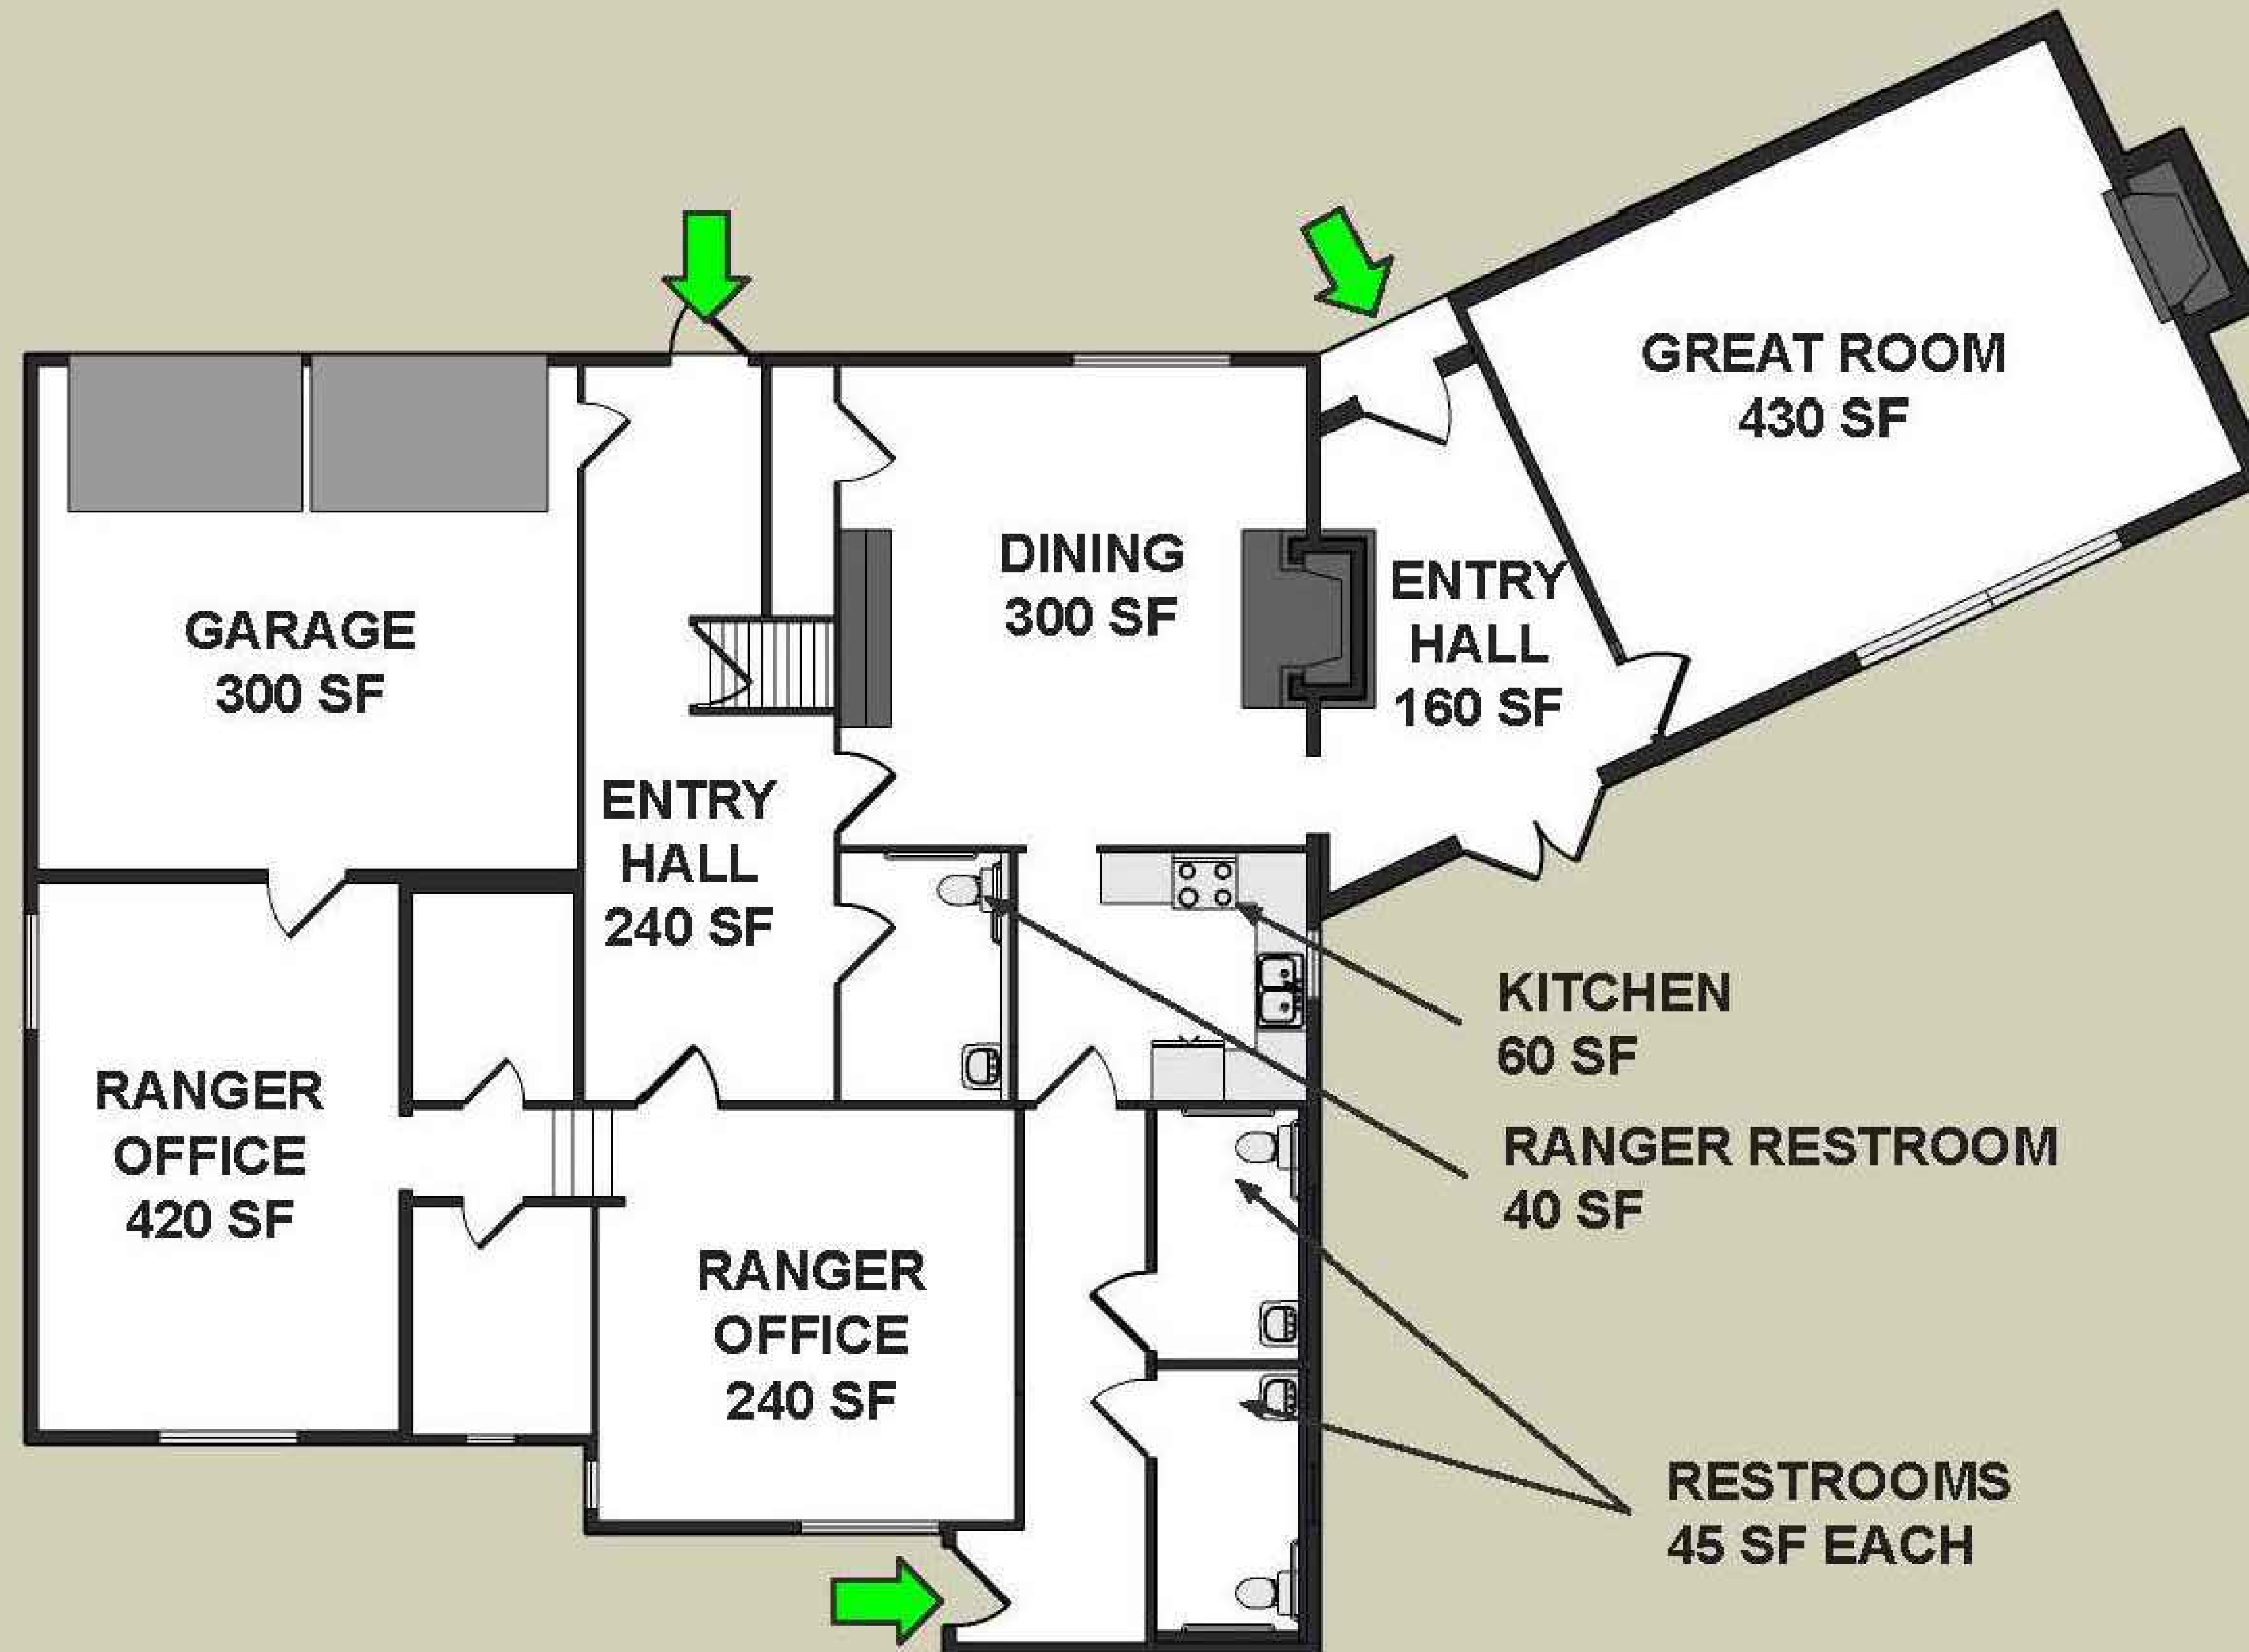 GREAT ROOM
430 SF
DINING
300 SF
ENTRY
HALL
160 SF
GARAGE
300 SF
ENTRY
HALL
240 SF
KITCHEN
60 SF
RANGER
OFFICE
420 SF
RANGER RESTROOM
40 SF
RANGER
OFFICE
240 SF
RESTROOMS
45 SF EACH